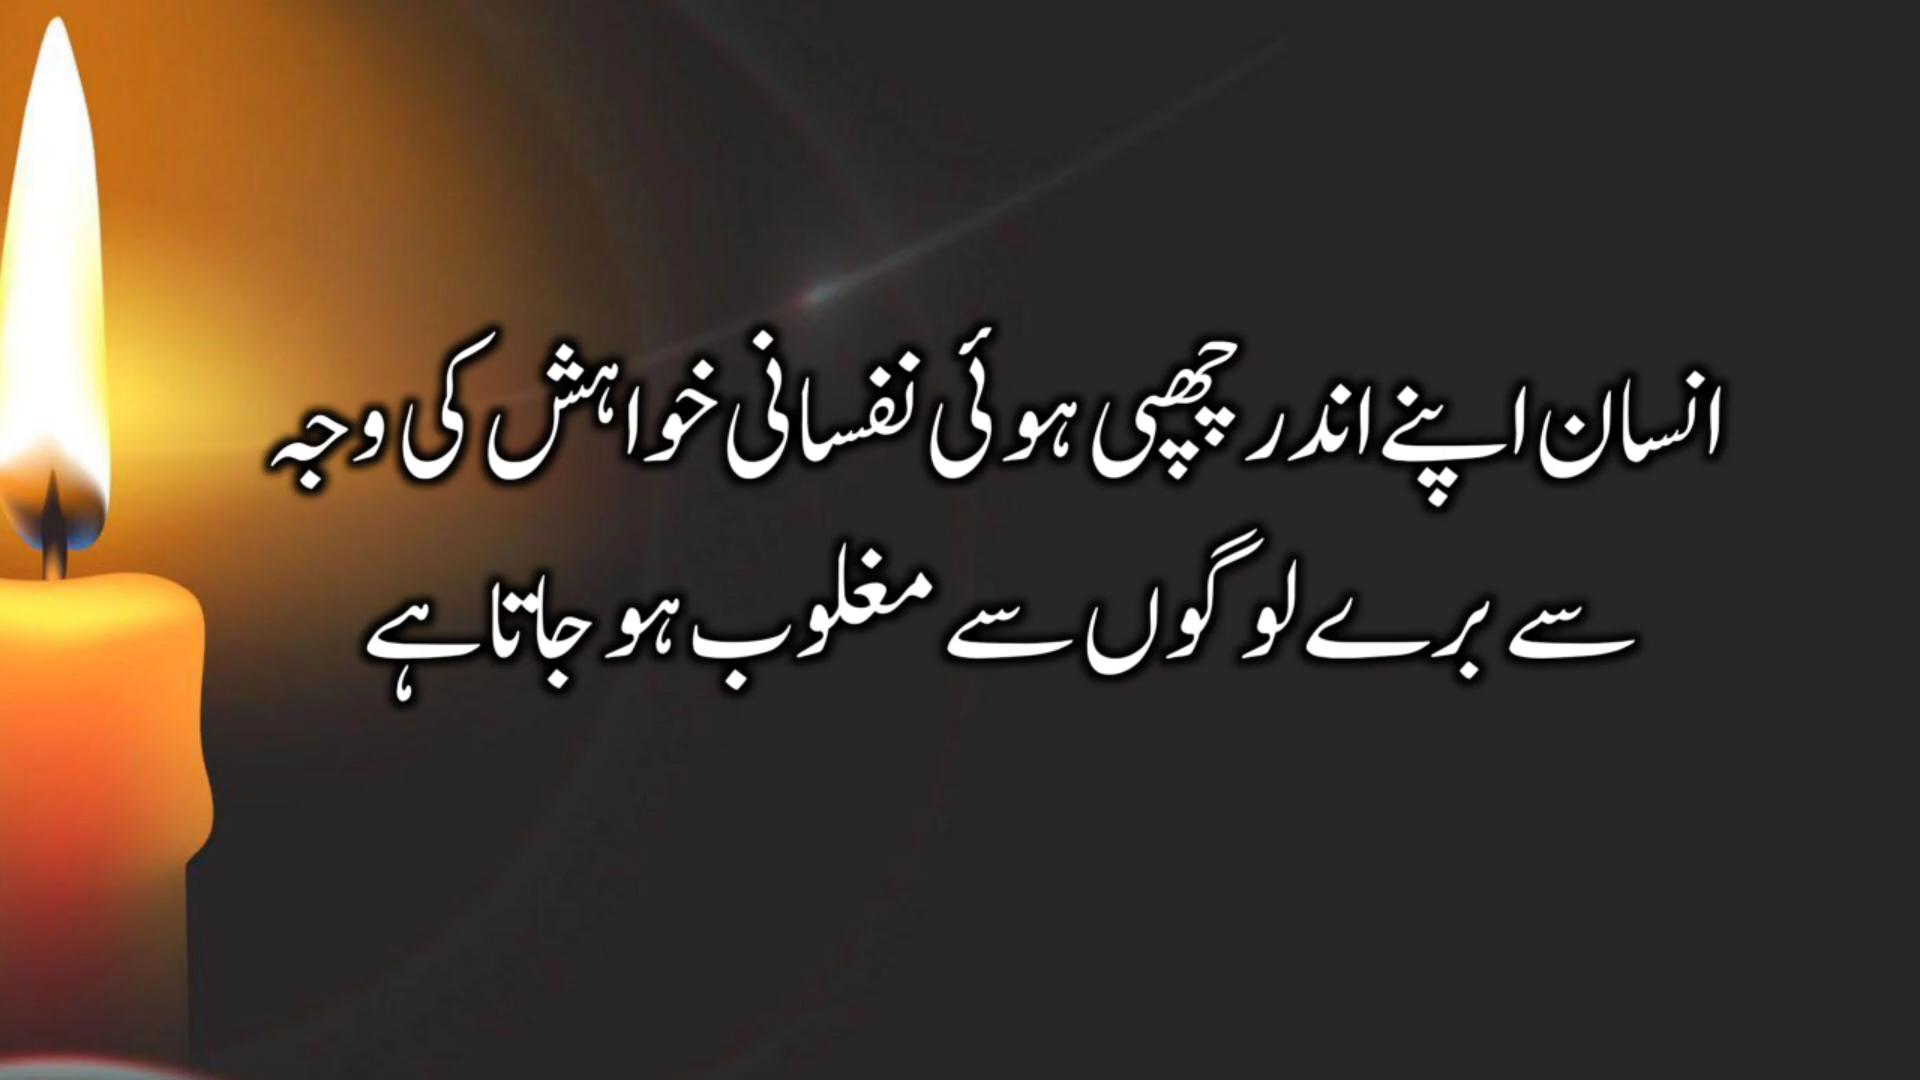 انسان اپنے اندر چھپی ہوئی نفسانی خواہش کی وجہ
سے برے لوگوں سے مغلوب ہو جاتا ہے